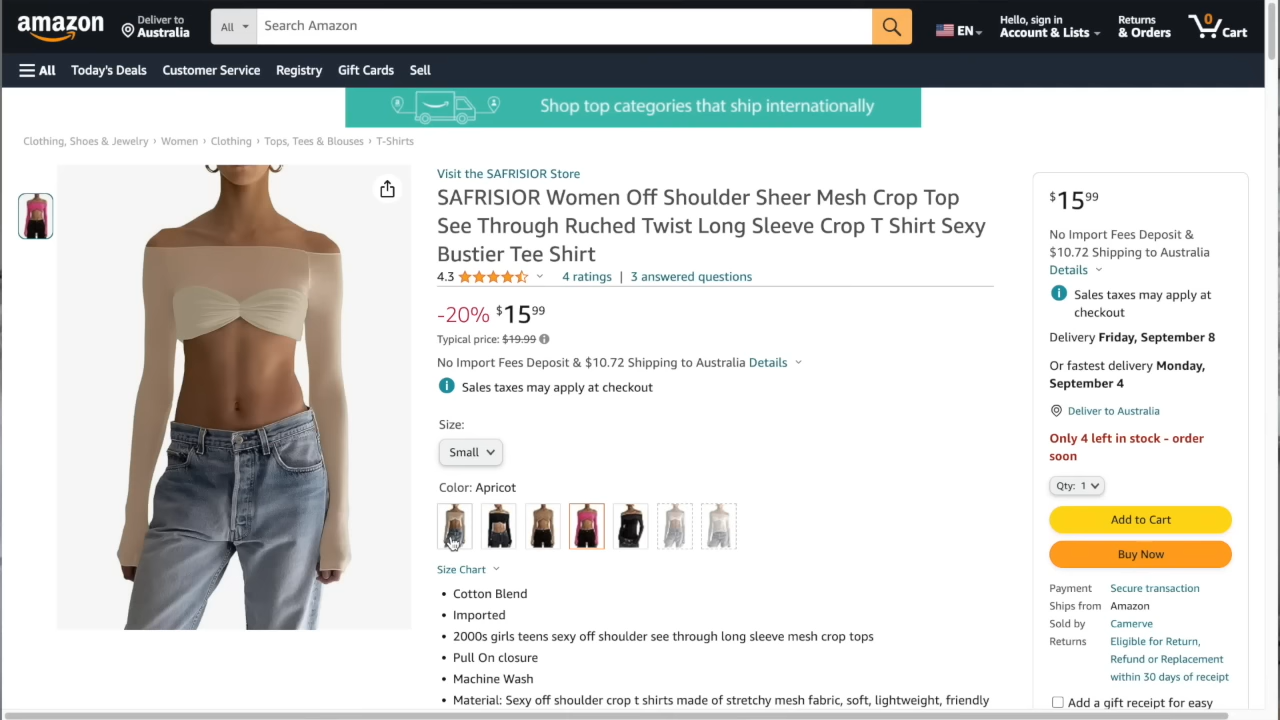 amazon
Deliver to
Australia
All
Search Amazon
EN
Hello, sign in
Account & Lists
Returns
& Orders
0
Cart
All
Today's Deals
Customer Service
Registry
Gift Cards
Sell
Shop top categories that ship internationally
Clothing, Shoes & Jewelry › Women › Clothing › Tops, Tees & Blouses › T-Shirts
Visit the SAFRISIOR Store
SAFRISIOR Women Off Shoulder Sheer Mesh Crop Top
See Through Ruched Twist Long Sleeve Crop T Shirt Sexy
Bustier Tee Shirt
4.3
4 ratings | 3 answered questions
-20% $1599
Typical price: $19.99
No Import Fees Deposit & $10.72 Shipping to Australia Details
Sales taxes may apply at checkout
Size:
Small
Color: Apricot
Size Chart
• Cotton Blend
• Imported
• 2000s girls teens sexy off shoulder see through long sleeve mesh crop tops
• Pull On closure
• Machine Wash
• Material: Sexy off shoulder crop t shirts made of stretchy mesh fabric, soft, lightweight, friendly
$1599
No Import Fees Deposit &
$10.72 Shipping to Australia
Details
Sales taxes may apply at
checkout
Delivery Friday, September 8
Or fastest delivery Monday,
September 4
Deliver to Australia
Only 4 left in stock - order
soon
Qty: 1
Add to Cart
Buy Now
Payment Secure transaction
Ships from Amazon
Sold by Camerve
Returns Eligible for Return,
Refund or Replacement
within 30 days of receipt
Add a gift receipt for easy